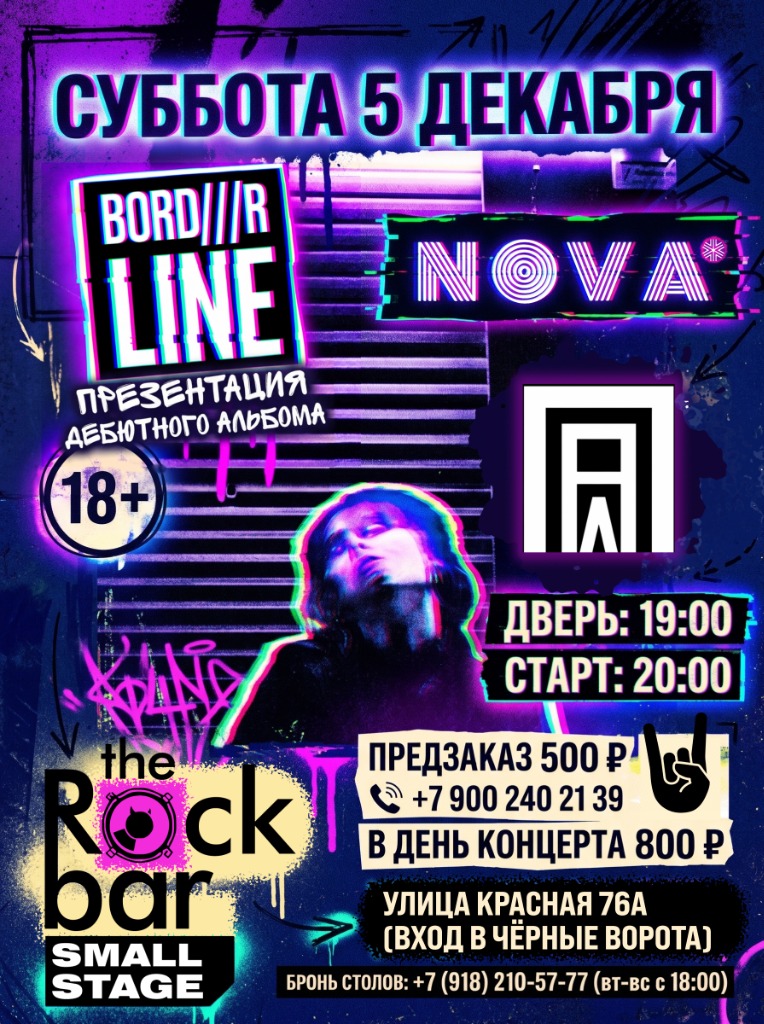 СУББОТА 5 ДЕКАБРЯ
BORD///R
LINE
NOVA*
ПРЕЗЕНТАЦИЯ
ДЕБЮТНОГО АЛЬБОМА
18+
ДВЕРЬ: 19:00
СТАРТ: 20:00
the
Rock
bar
SMALL
STAGE
ПРЕДЗАКАЗ 500 ₽
+7 900 240 21 39
В ДЕНЬ КОНЦЕРТА 800 ₽
УЛИЦА КРАСНАЯ 76А
(ВХОД В ЧЁРНЫЕ ВОРОТА)
БРОНЬ СТОЛОВ: +7 (918) 210-57-77 (вт-вс с 18:00)